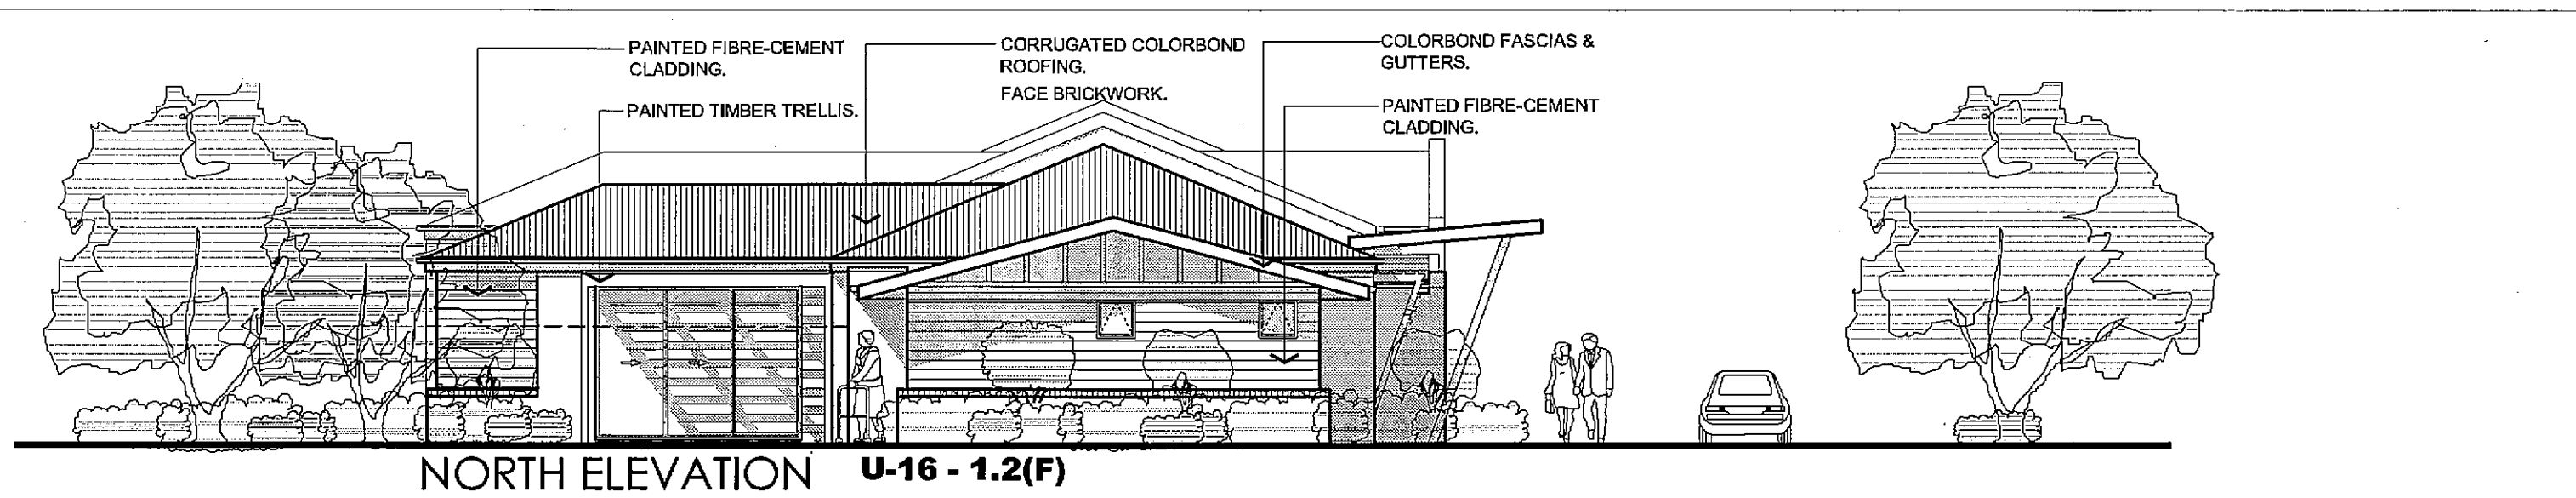 PAINTED FIBRE-CEMENT
CLADDING.
PAINTED TIMBER TRELLIS.
CORRUGATED COLORBOND
ROOFING.
FACE BRICKWORK.
COLORBOND FASCIAS &
GUTTERS.
PAINTED FIBRE-CEMENT
CLADDING.
NORTH ELEVATION U-16 - 1.2(F)